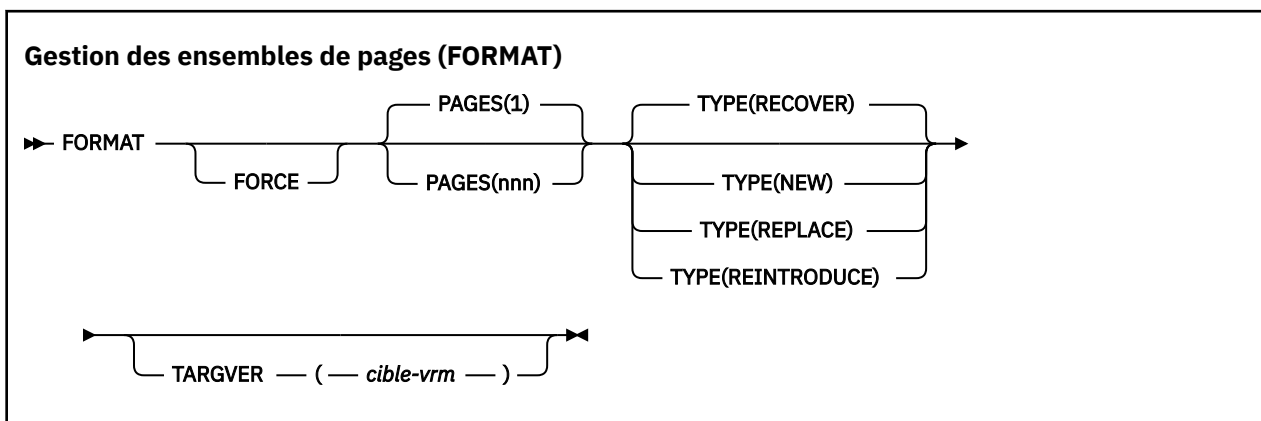 Gestion des ensembles de pages (FORMAT)
PAGES(1) TYPE(RECOVER)
FORMAT
FORCE PAGES(nnn) TYPE(NEW)
TYPE(REPLACE)
TYPE(REINTRODUCE)
TARGVER ( cible-vrm )